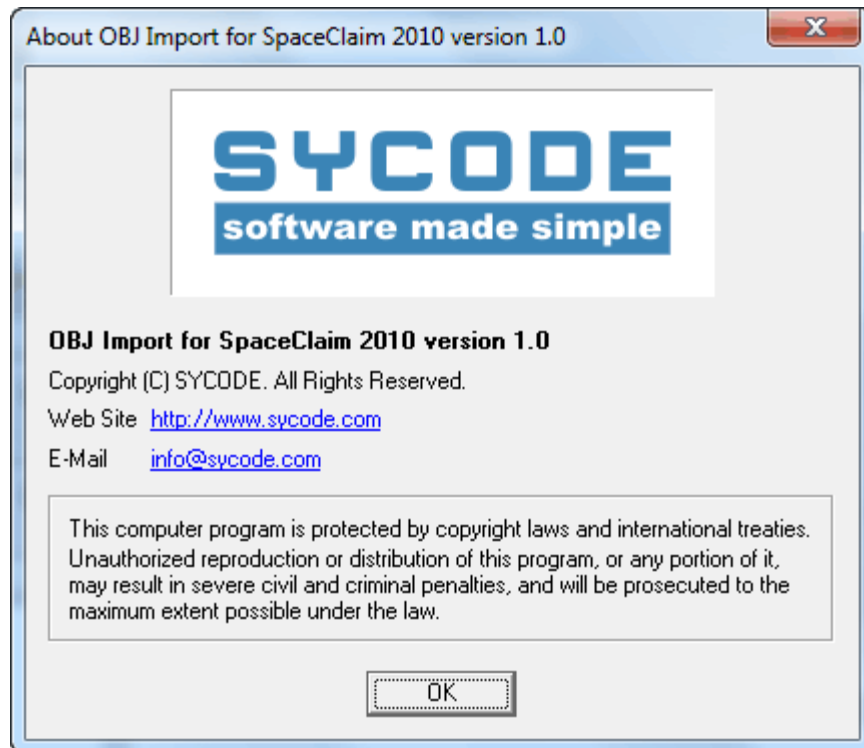 About OBJ Import for SpaceClaim 2010 version 1.0
SYCODE
software made simple
OBJ Import for SpaceClaim 2010 version 1.0
Copyright (C) SYCODE. All Rights Reserved.
Web Site http://www.sycode.com
E-Mail info@sycode.com
This computer program is protected by copyright laws and international treaties.
Unauthorized reproduction or distribution of this program, or any portion of it,
may result in severe civil and criminal penalties, and will be prosecuted to the
maximum extent possible under the law.
OK